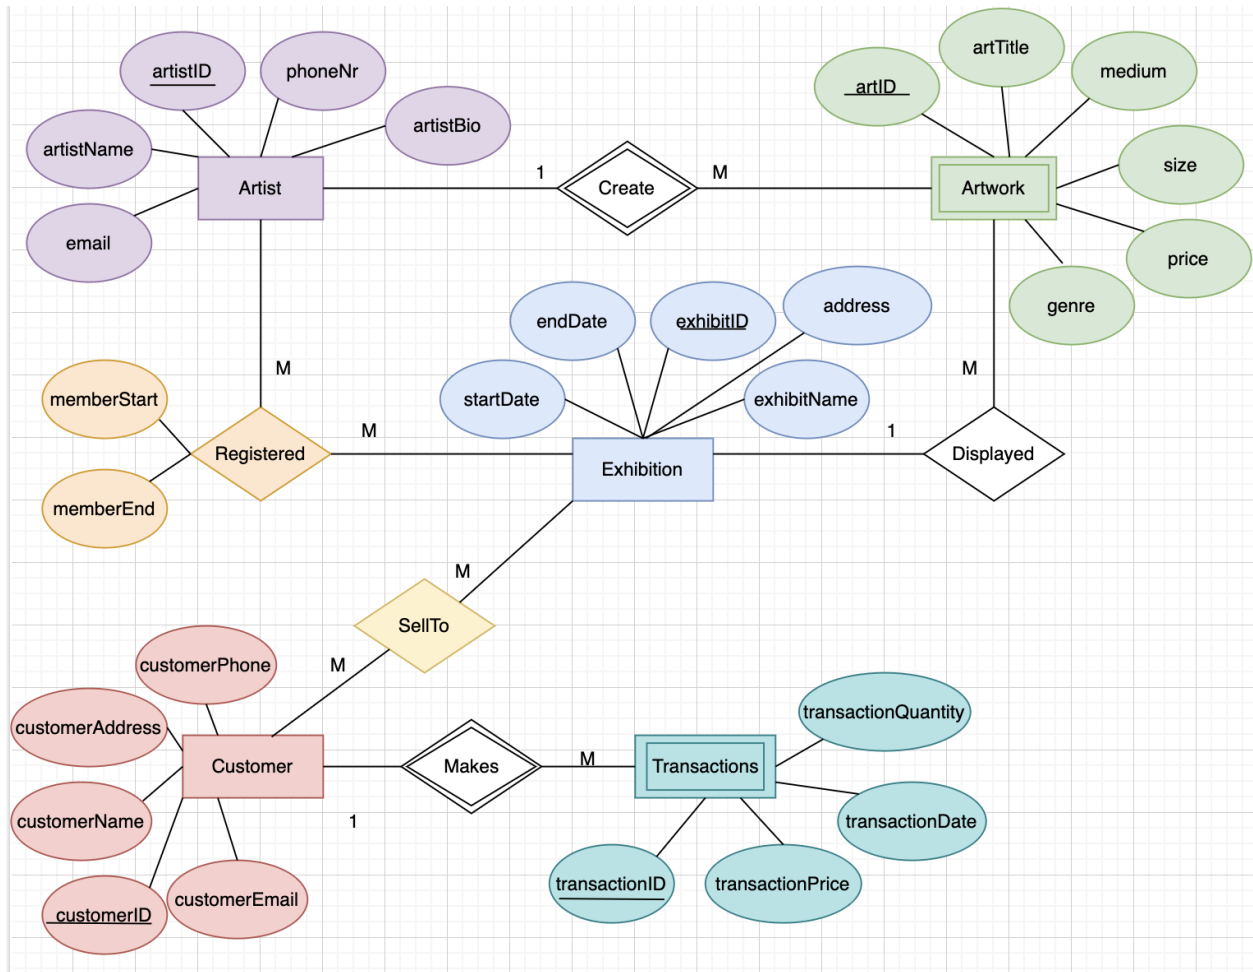 artTitle
artistID
phoneNr
medium
artID
artistBio
artistName
size
1
M
Artist
Create
Artwork
email
price
address
genre
endDate
exhibitID
M
M
memberStart
startDate
exhibitName
M
1
Registered
Displayed
Exhibition
memberEnd
M
SellTo
M
customerPhone
transactionQuantity
customerAddress
M
Customer
Makes
Transactions
customerName
1
transactionDate
transactionID
transactionPrice
customerEmail
customerID